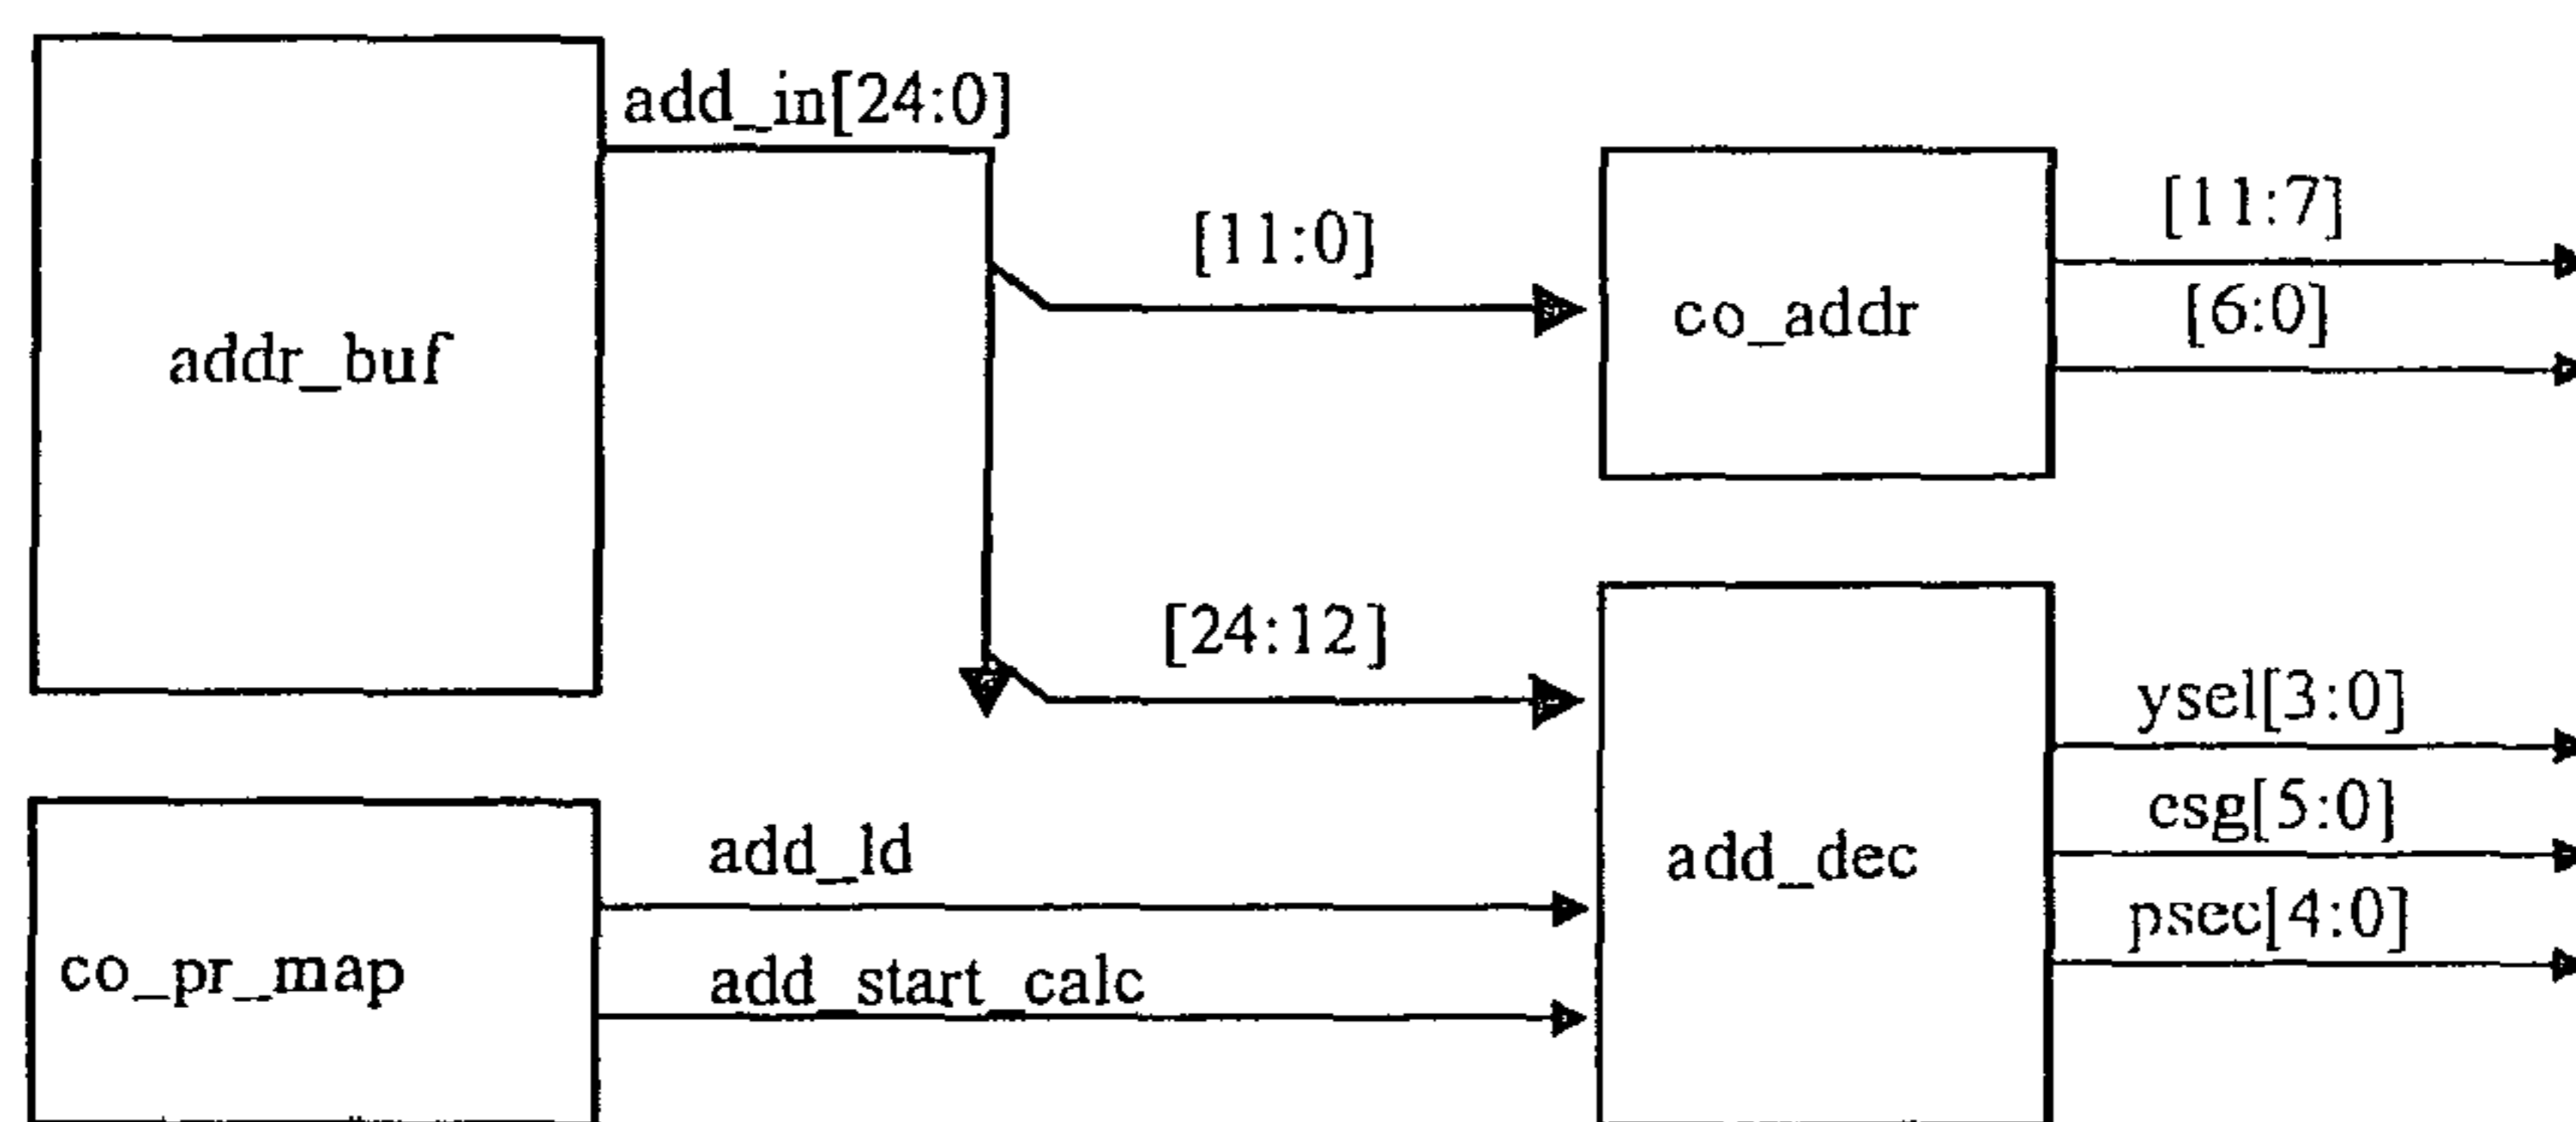 add_in[24:0]
addr_buf
[11:0]
co_addr
[11:7]
[6:0]
[24:12]
add_dec
ysel[3:0]
csg[5:0]
psec[4:0]
co_pr_map
add_ld
add_start_calc